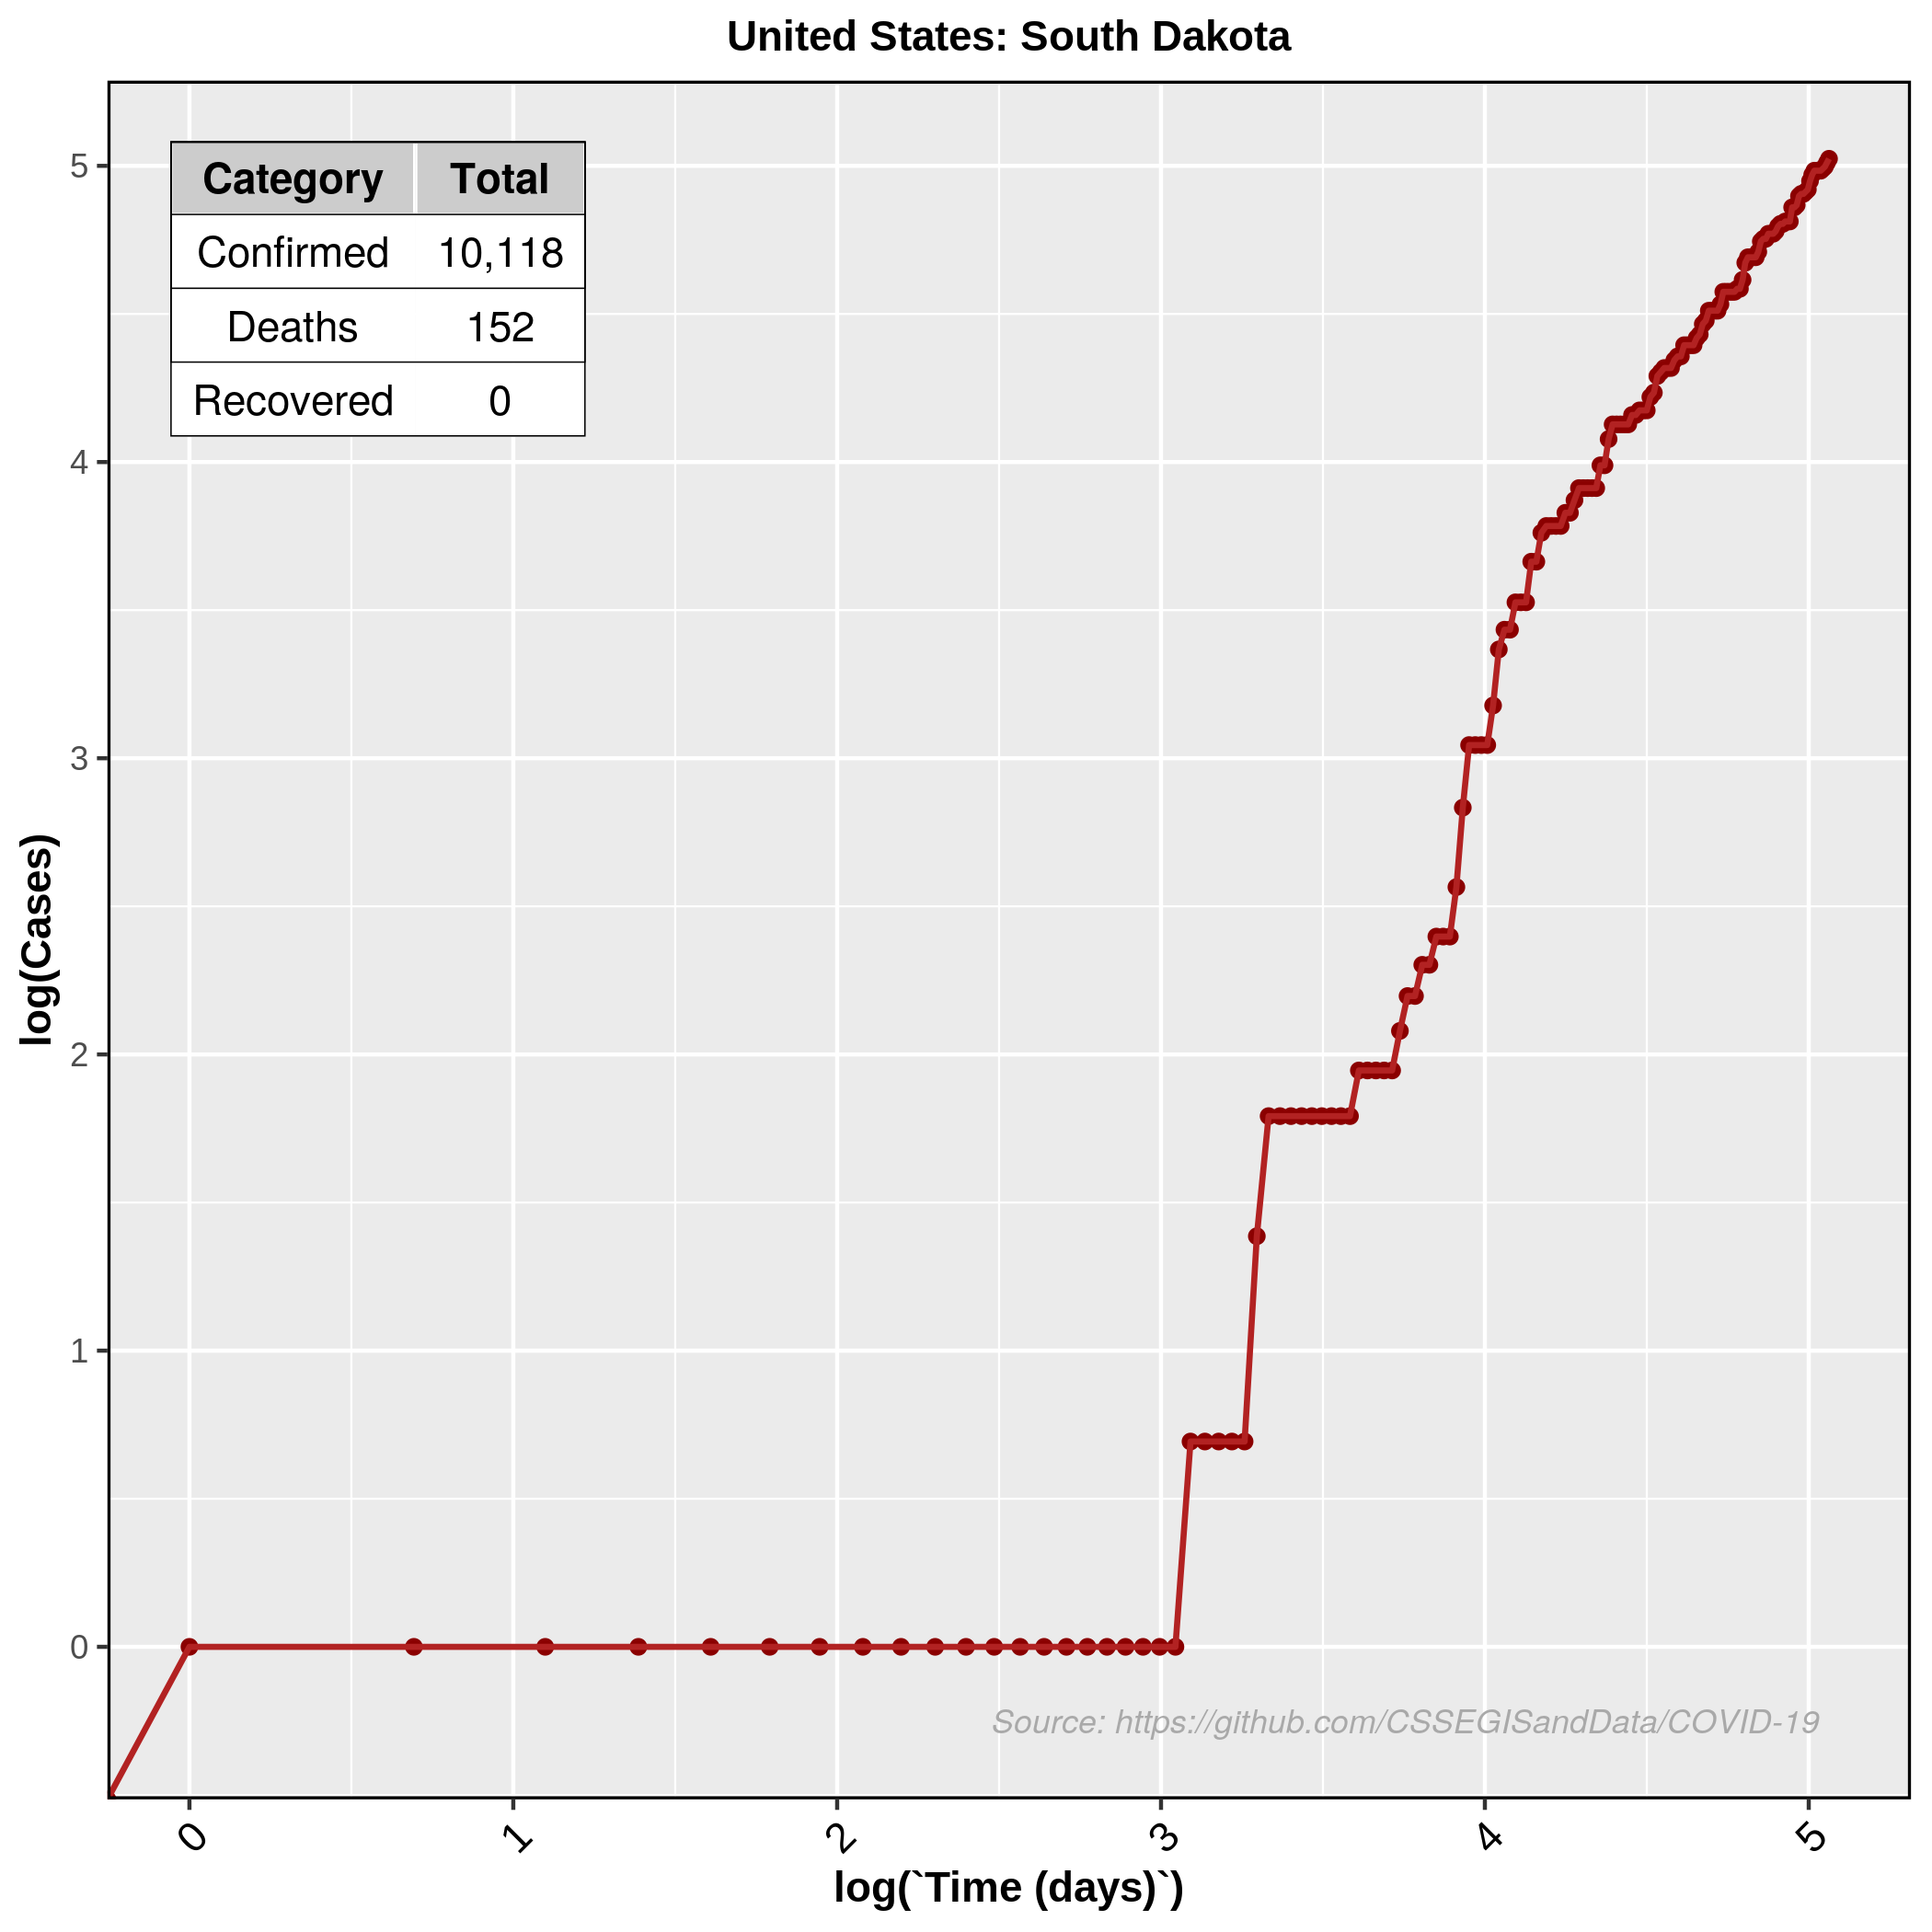 United States: South Dakota
Category Total
Confirmed 10,118
Deaths 152
Recovered 0
5
4
3
2
1
0
log(Cases)
Source: https://github.com/CSSEGISandData/COVID-19
0 1 2 3 4 5
log(`Time (days)`)